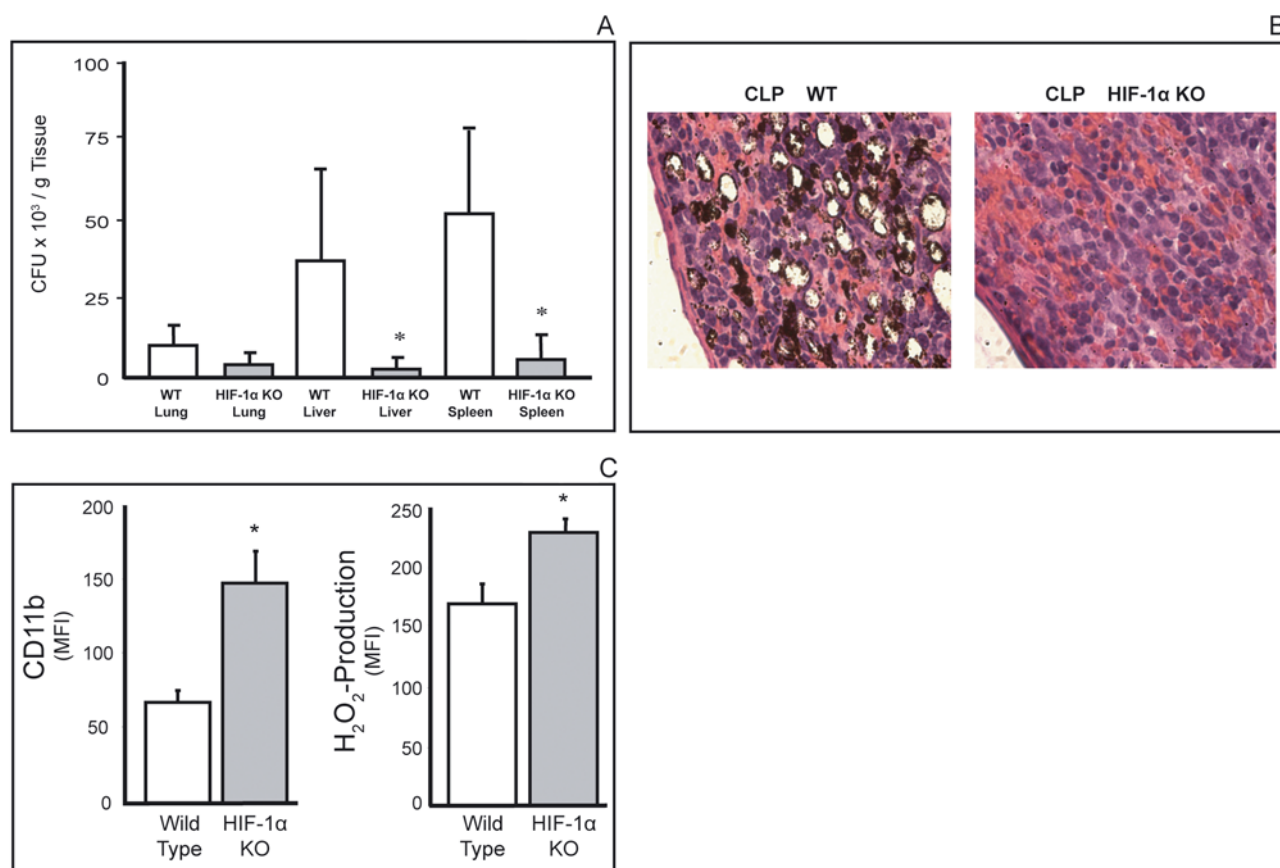 A
100
75
50
25
0
CFU x 10³ / g Tissue
*
*
WT
Lung
HIF-1α KO
Lung
WT
Liver
HIF-1α KO
Liver
WT
Spleen
HIF-1α KO
Spleen
B
CLP WT
CLP HIF-1α KO
C
200
150
100
50
0
CD11b
(MFI)
*
Wild
Type
HIF-1α
KO
250
200
150
100
50
0
H₂O₂-Production
(MFI)
*
Wild
Type
HIF-1α
KO